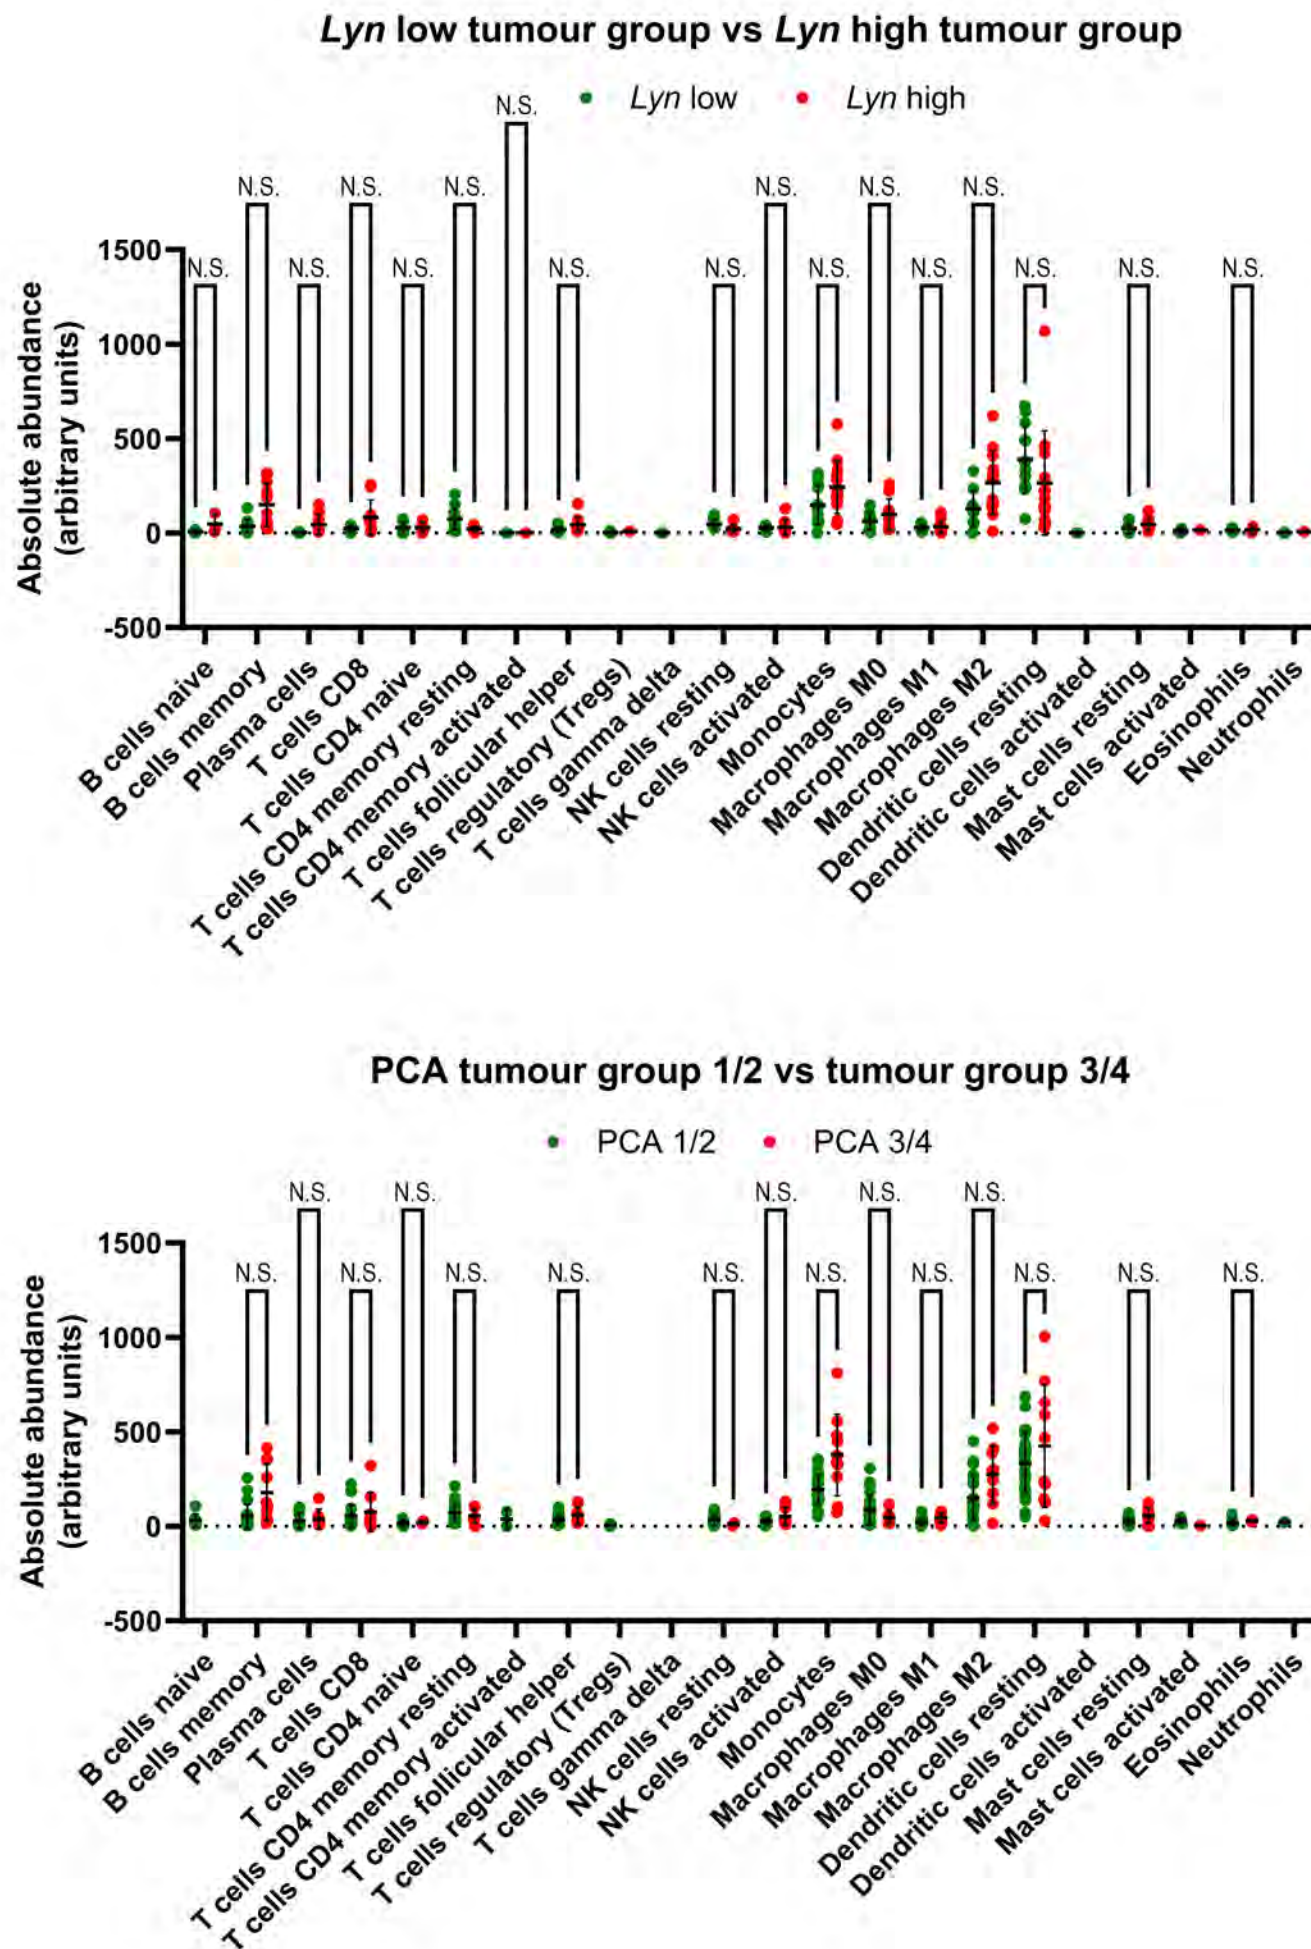 Lyn low tumour group vs Lyn high tumour group
Lyn low
Lyn high
N.S.
N.S. N.S. N.S. N.S. N.S. N.S.
N.S. N.S. N.S. N.S. N.S. N.S. N.S. N.S. N.S. N.S.
1500
1000
500
0
-500
Absolute abundance
(arbitrary units)
B cells naive
B cells memory
Plasma cells
T cells CD8
T cells CD4 naive
T cells CD4 memory resting
T cells CD4 memory activated
T cells follicular helper
T cells regulatory (Tregs)
T cells gamma delta
NK cells resting
NK cells activated
Monocytes
Macrophages M0
Macrophages M1
Macrophages M2
Dendritic cells resting
Dendritic cells activated
Mast cells resting
Mast cells activated
Eosinophils
Neutrophils
PCA tumour group 1/2 vs tumour group 3/4
PCA 1/2
PCA 3/4
N.S. N.S. N.S. N.S. N.S.
N.S. N.S. N.S. N.S. N.S. N.S. N.S. N.S. N.S. N.S.
1500
1000
500
0
-500
Absolute abundance
(arbitrary units)
B cells naive
B cells memory
Plasma cells
T cells CD8
T cells CD4 naive
T cells CD4 memory resting
T cells CD4 memory activated
T cells follicular helper
T cells regulatory (Tregs)
T cells gamma delta
NK cells resting
NK cells activated
Monocytes
Macrophages M0
Macrophages M1
Macrophages M2
Dendritic cells resting
Dendritic cells activated
Mast cells resting
Mast cells activated
Eosinophils
Neutrophils